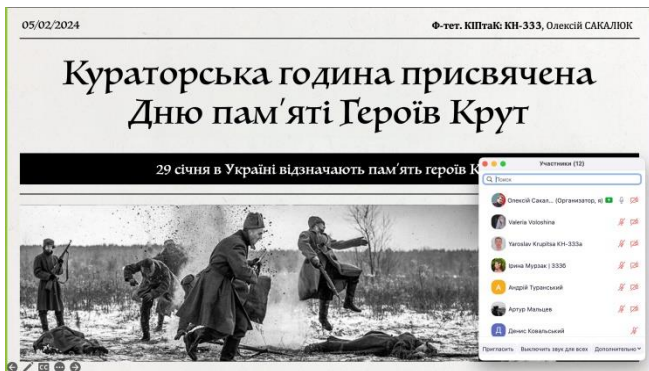 05/02/2024
Ф-тет. КІПтаК: КН-333, Олексій САКАЛЮК
Кураторська година присвячена
Дню пам'яті Героїв Крут
29 січня в Україні відзначають пам'ять героїв К
Участники (12)
Поиск
Олексій Сакал... (Организатор, я)
Valeria Voloshina
Yaroslav Krupitsa КН-333а
Ірина Мурзак | 333б
Андрій Туранський
Артур Мальцев
Денис Ковальський
Пригласить Выключить звук для всех Дополнительно
CC